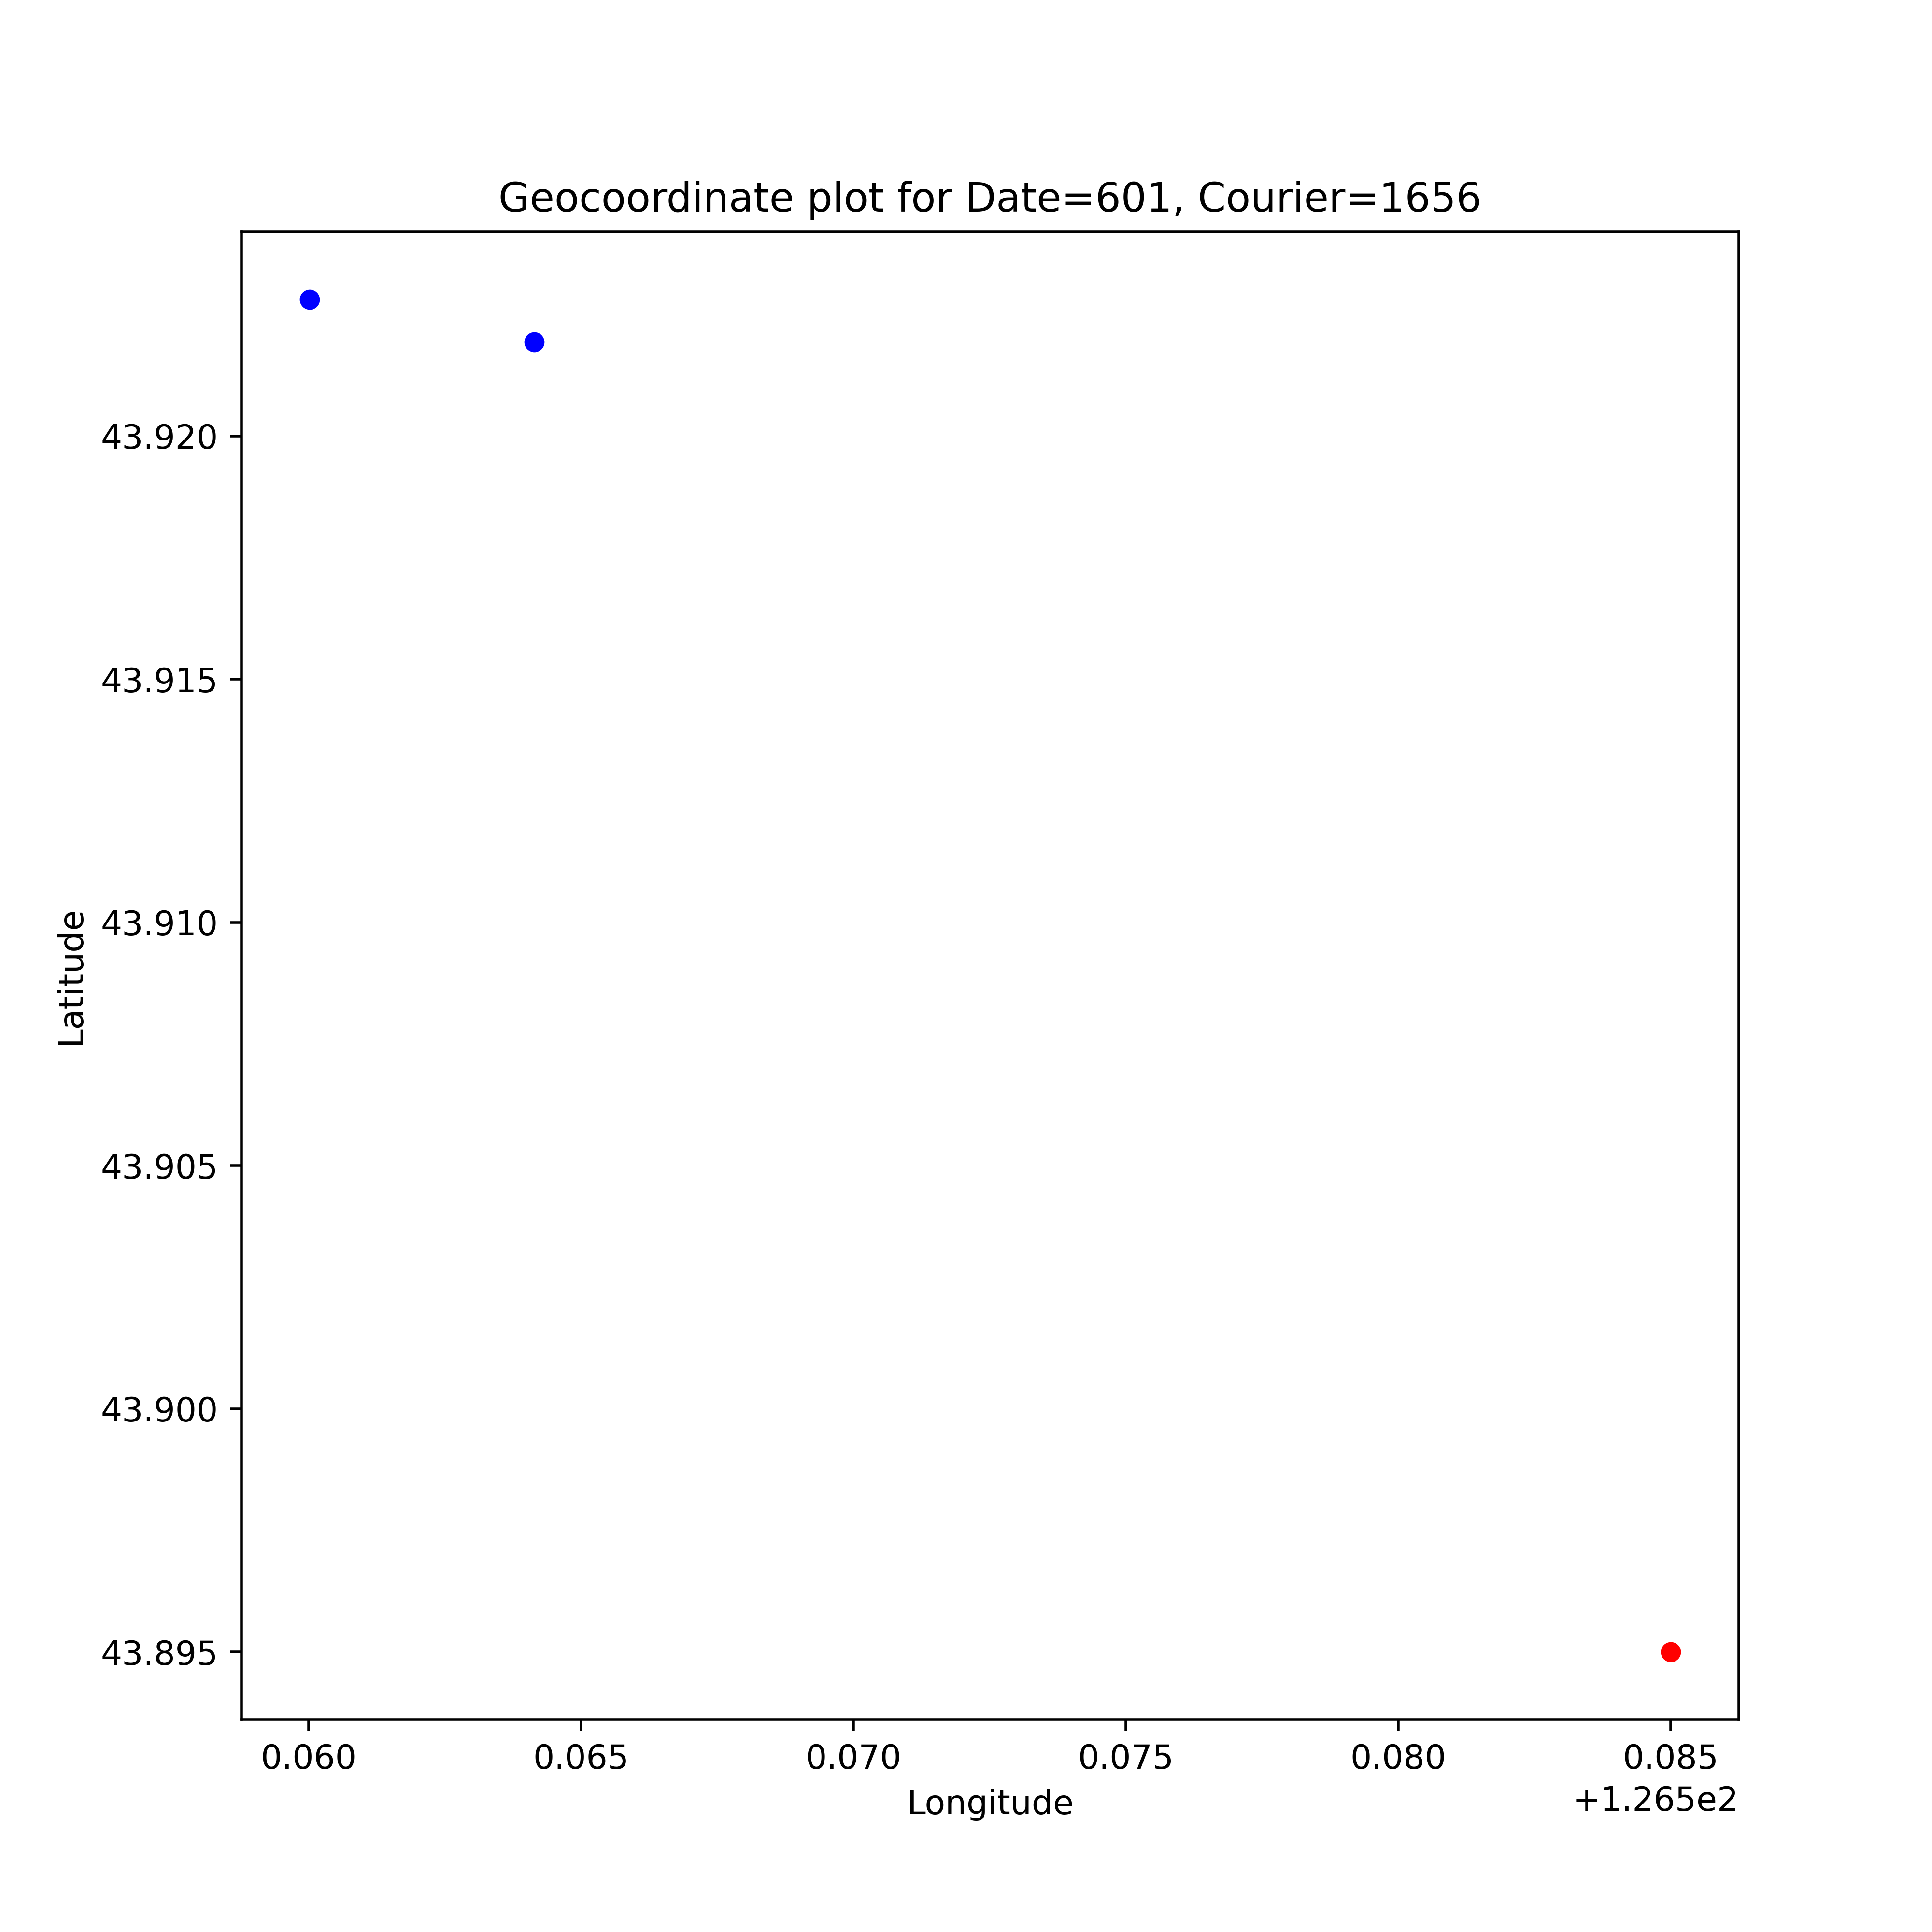 Geocoordinate plot for Date=601, Courier=1656
43.920
43.915
43.910
43.905
43.900
43.895
Latitude
0.060 0.065 0.070 0.075 0.080 0.085
+1.265e2
Longitude